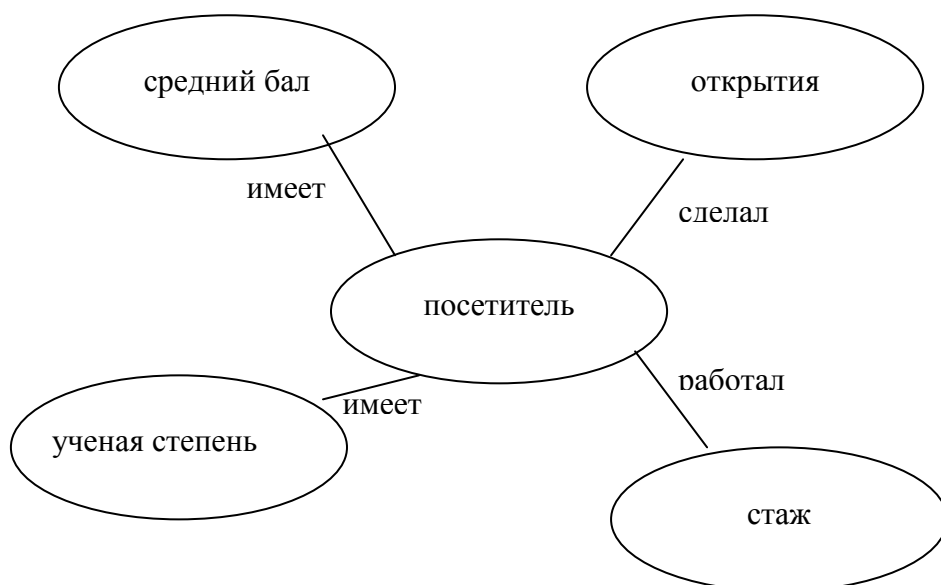 средний бал
открытия
имеет
сделал
посетитель
работал
имеет
ученая степень
стаж